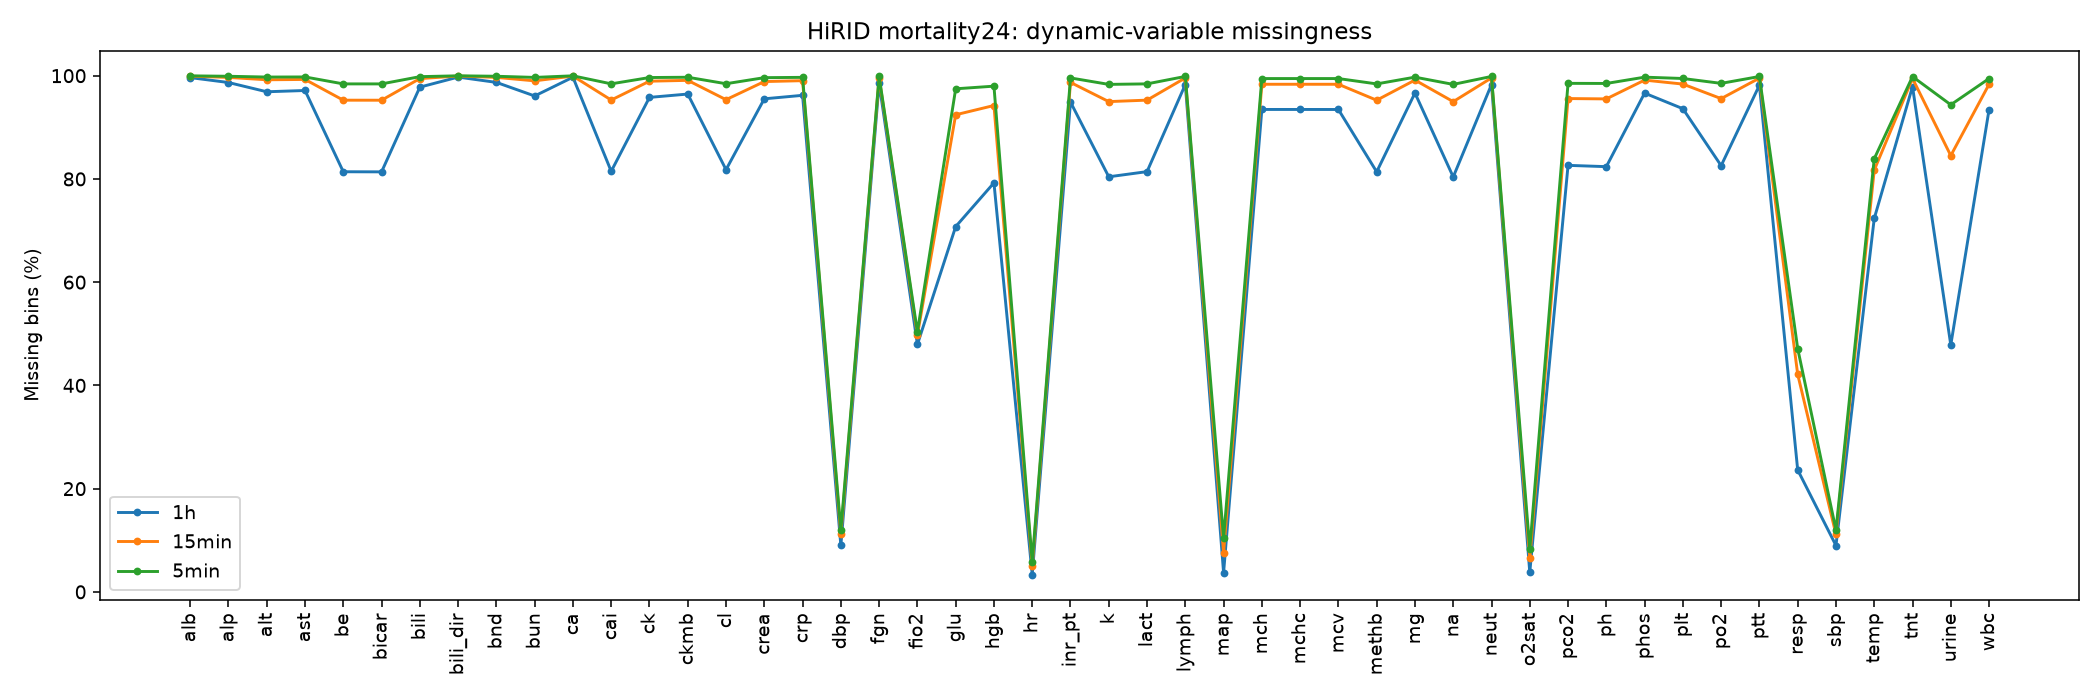 HiRID mortality24: dynamic-variable missingness
Missing bins (%)
100
80
60
40
20
0
1h
15min
5min
alb
alp
alt
ast
be
bicar
bili
bili_dir
bnd
bun
ca
cai
ck
ckmb
cl
crea
crp
dbp
fgn
fio2
glu
hgb
hr
inr_pt
k
lact
lymph
map
mch
mchc
mcv
methb
mg
na
neut
o2sat
pco2
ph
phos
plt
po2
ptt
resp
sbp
temp
tnt
urine
wbc